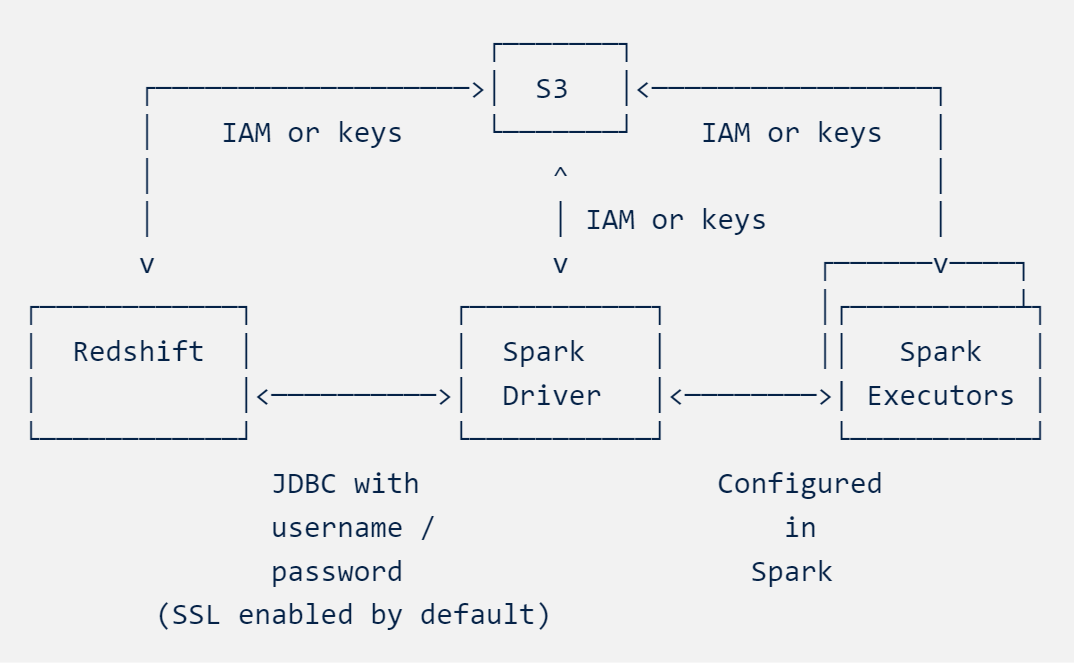 S3
IAM or keys IAM or keys
IAM or keys
Redshift Spark Spark
Driver Executors
JDBC with Configured
username / in
password Spark
(SSL enabled by default)